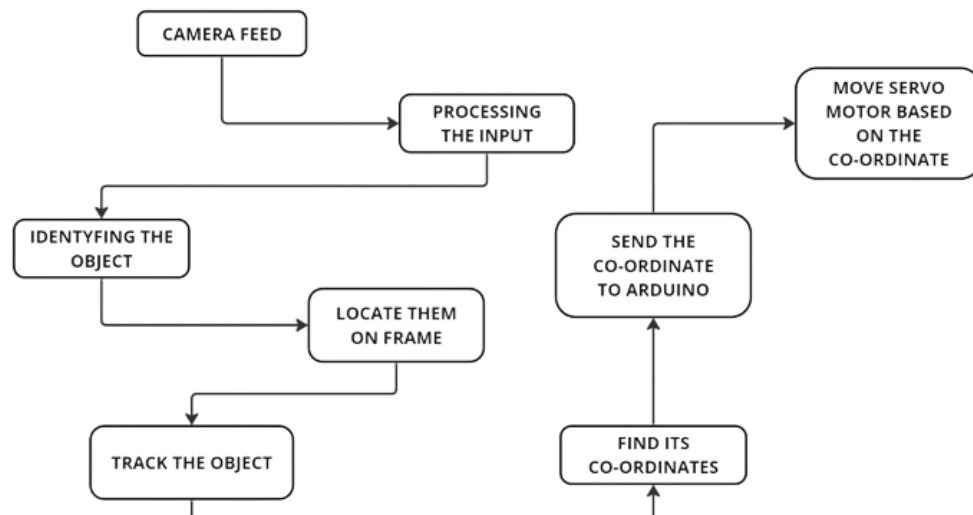 CAMERA FEED
PROCESSING
THE INPUT
IDENTYFING THE
OBJECT
LOCATE THEM
ON FRAME
TRACK THE OBJECT
FIND ITS
CO-ORDINATES
SEND THE
CO-ORDINATE
TO ARDUINO
MOVE SERVO
MOTOR BASED
ON THE
CO-ORDINATE